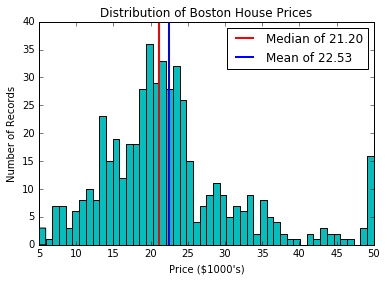 Distribution of Boston House Prices
Median of 21.20
Mean of 22.53
Number of Records
40
35
30
25
20
15
10
5
0
5 10 15 20 25 30 35 40 45 50
Price ($1000's)